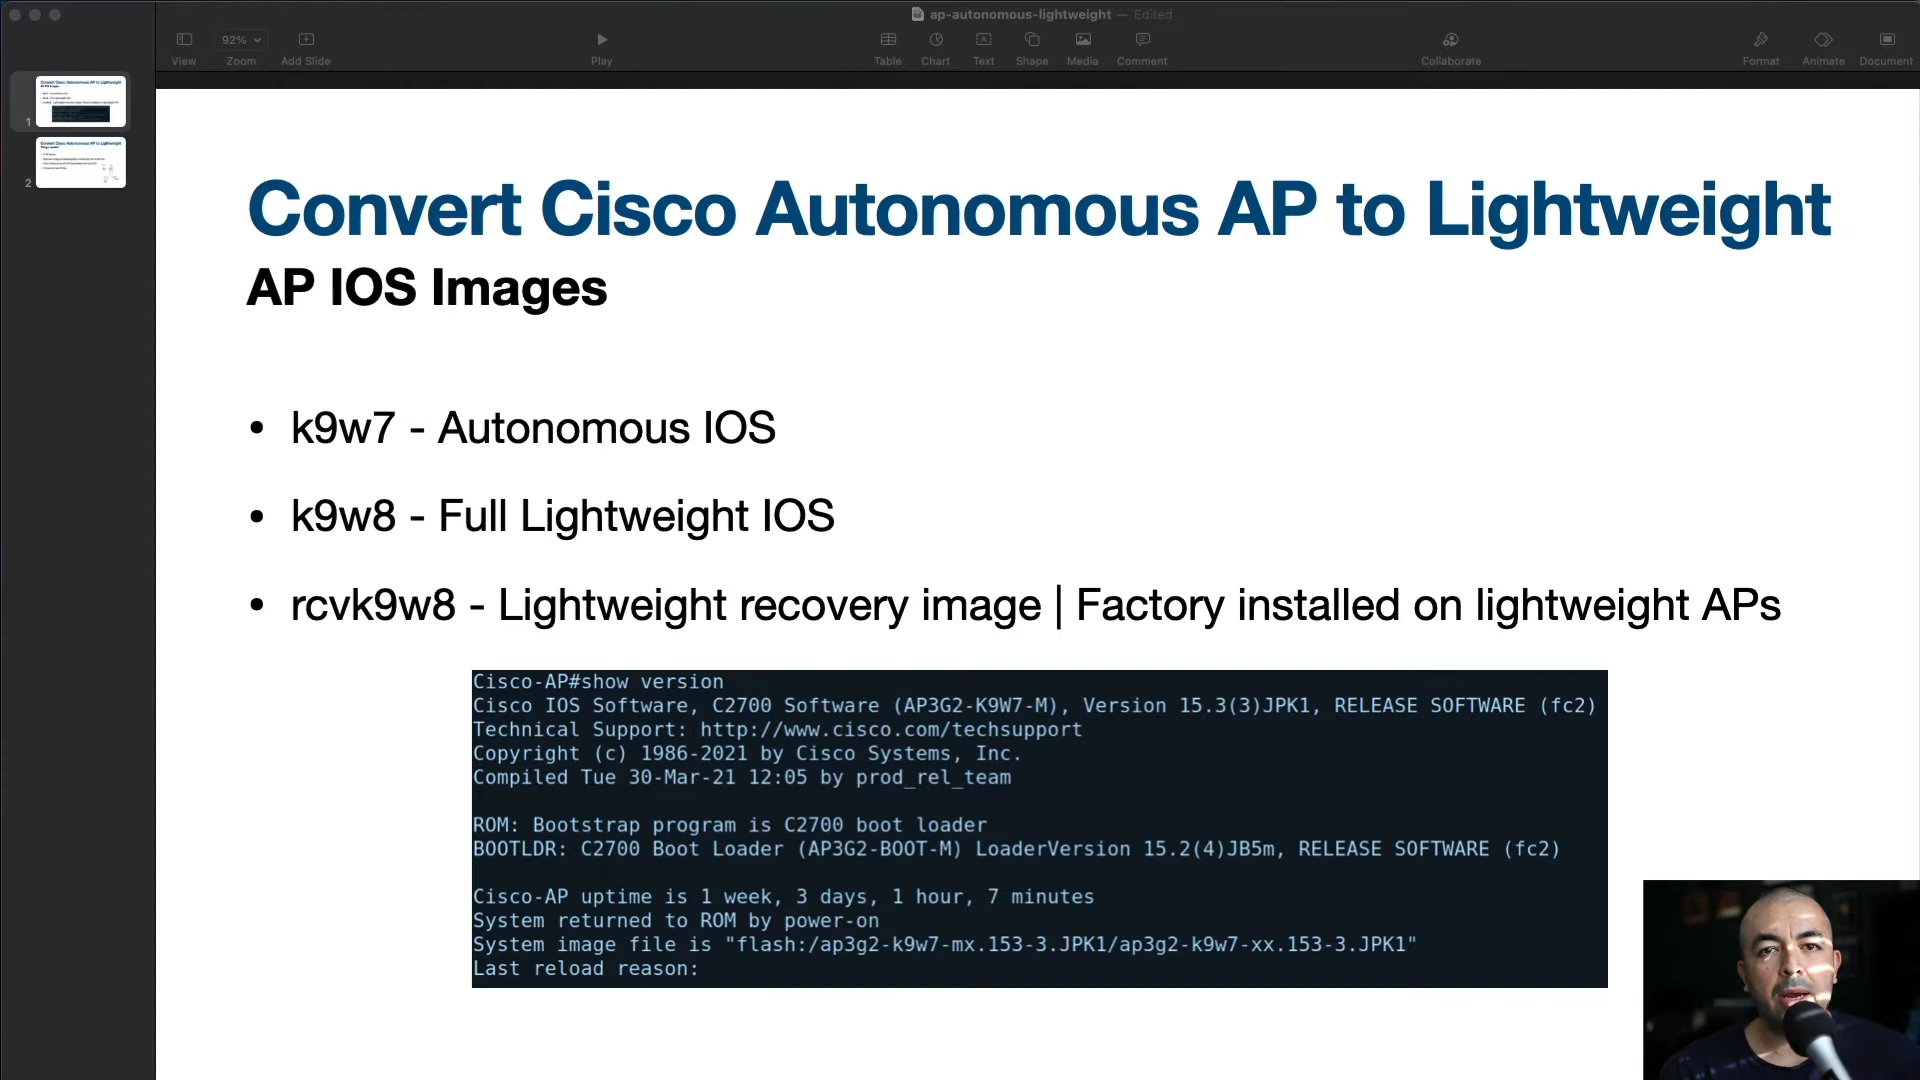 ap-autonomous-lightweight — Edited
92%
View
Zoom
Add Slide
Play
Table
Chart
Text
Shape
Media
Comment
Collaborate
Format
Animate
Document
1
2
Convert Cisco Autonomous AP to Lightweight
AP IOS Images
• k9w7 - Autonomous IOS
• k9w8 - Full Lightweight IOS
• rcvk9w8 - Lightweight recovery image | Factory installed on lightweight APs
Cisco-AP#show version
Cisco IOS Software, C2700 Software (AP3G2-K9W7-M), Version 15.3(3)JPK1, RELEASE SOFTWARE (fc2)
Technical Support: http://www.cisco.com/techsupport
Copyright (c) 1986-2021 by Cisco Systems, Inc.
Compiled Tue 30-Mar-21 12:05 by prod_rel_team
ROM: Bootstrap program is C2700 boot loader
BOOTLDR: C2700 Boot Loader (AP3G2-BOOT-M) LoaderVersion 15.2(4)JB5m, RELEASE SOFTWARE (fc2)
Cisco-AP uptime is 1 week, 3 days, 1 hour, 7 minutes
System returned to ROM by power-on
System image file is "flash:/ap3g2-k9w7-mx.153-3.JPK1/ap3g2-k9w7-xx.153-3.JPK1"
Last reload reason: